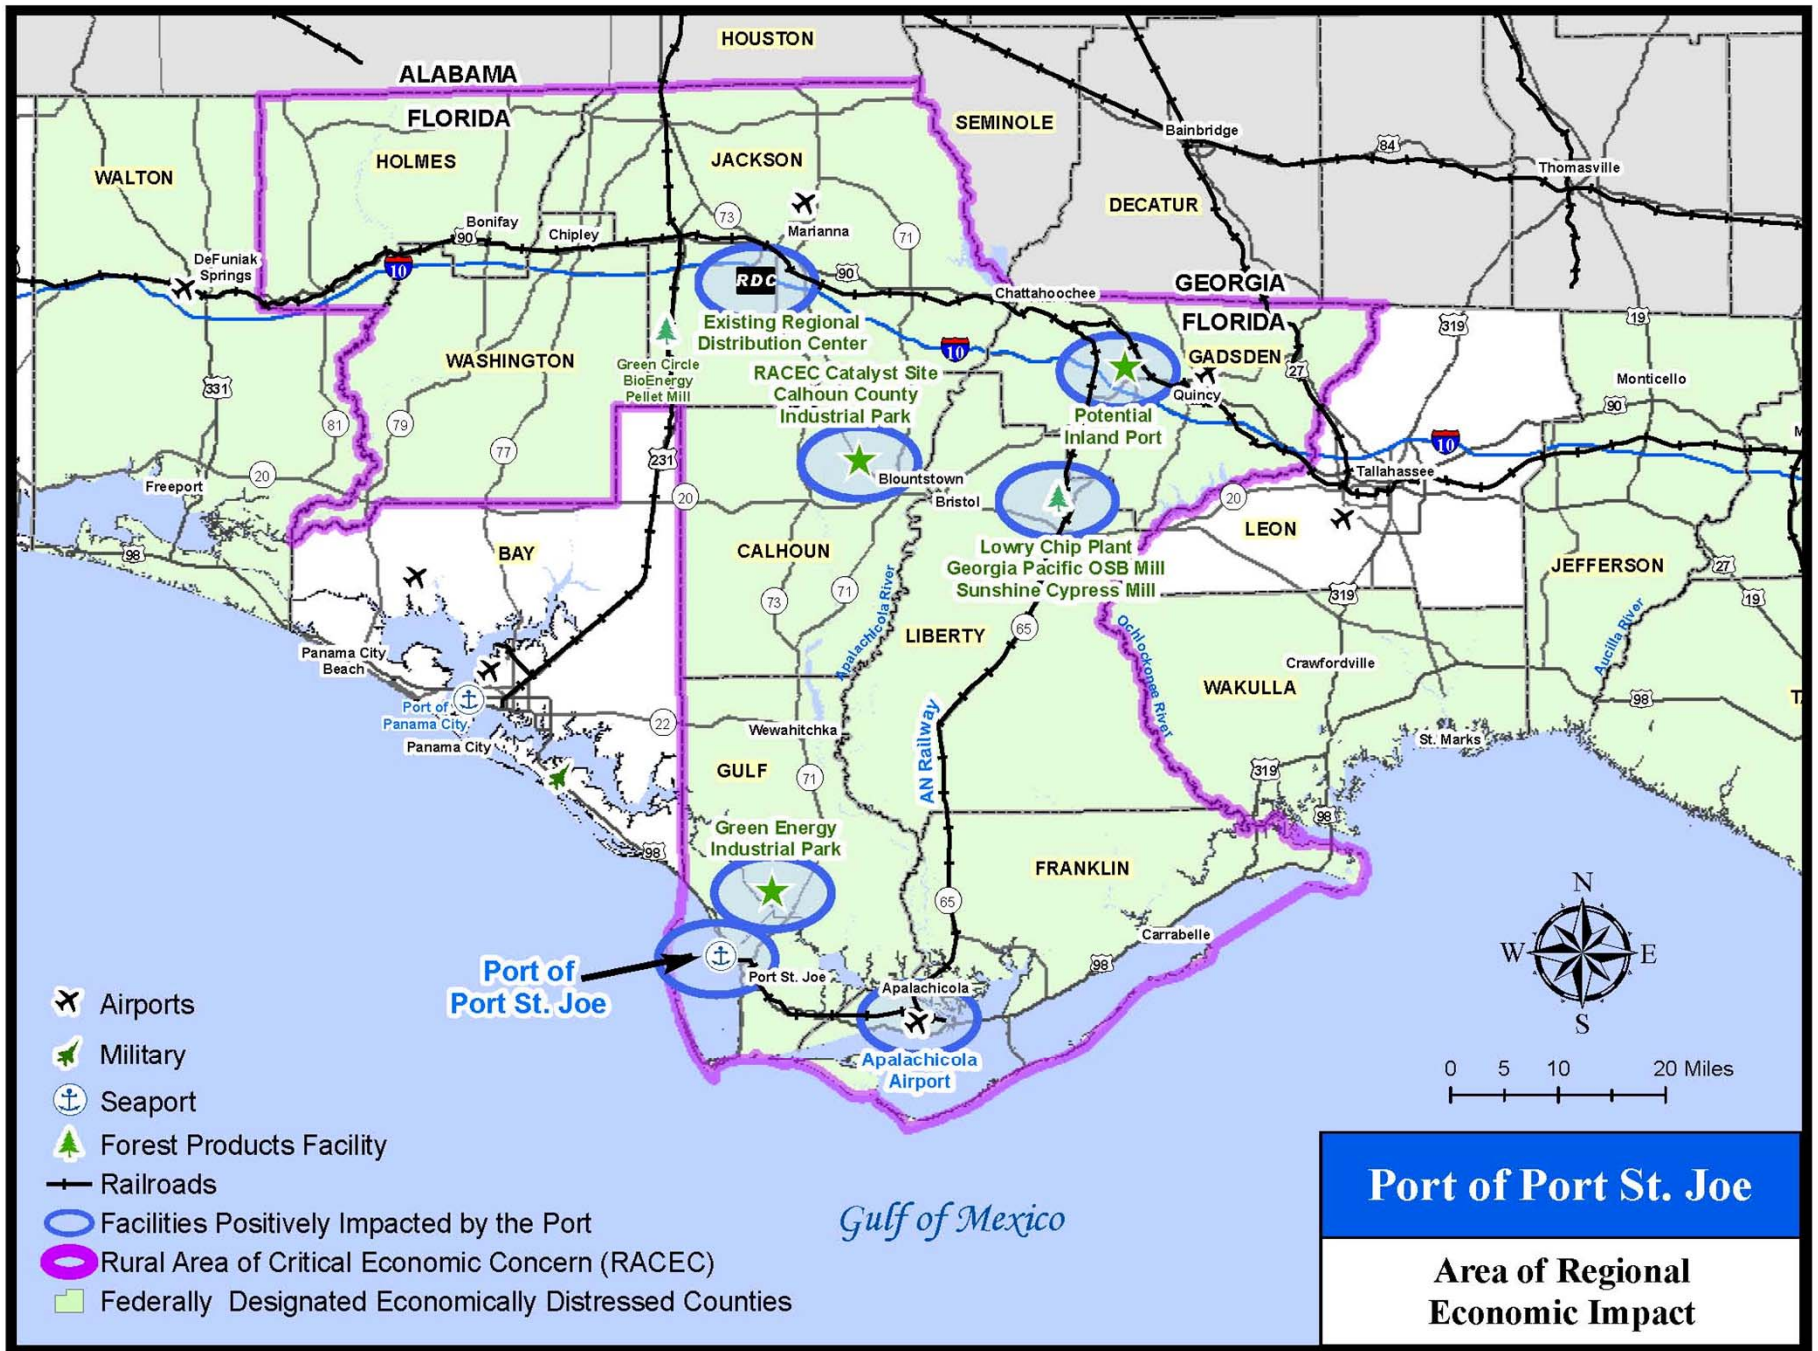 HOUSTON
ALABAMA
FLORIDA
SEMINOLE
Bainbridge
84
Thomasville
WALTON
HOLMES
JACKSON
DECATUR
73
Marianna
71
Bonifay
90
Chipley
DeFuniak
Springs
10
RDC
90
Chattahoochee
GEORGIA
FLORIDA
319
19
Existing Regional
Distribution Center
10
GADSDEN
27
Quincy
WASHINGTON
Green Circle
BioEnergy
Pellet Mill
RACEC Catalyst Site
Calhoun County
Industrial Park
Potential
Inland Port
Monticello
90
331
81
79
77
231
10
Tallahassee
20
Freeport
Blountstown
Bristol
20
20
LEON
98
BAY
CALHOUN
Lowry Chip Plant
Georgia Pacific OSB Mill
Sunshine Cypress Mill
JEFFERSON
27
19
319
73
71
Apalachicola River
LIBERTY
65
Ochlockonee River
Aucilla River
Panama City
Beach
Crawfordville
WAKULLA
98
Port of
Panama City
Panama City
22
Wewahitchka
AN Railway
St. Marks
GULF
71
319
98
Green Energy
Industrial Park
98
FRANKLIN
65
Carrabelle
98
Port of
Port St. Joe
Port St. Joe
Apalachicola
Apalachicola
Airport
N
W
E
S
0 5 10 20 Miles
Airports
Military
Seaport
Forest Products Facility
Railroads
Facilities Positively Impacted by the Port
Rural Area of Critical Economic Concern (RACEC)
Federally Designated Economically Distressed Counties
Gulf of Mexico
Port of Port St. Joe
Area of Regional
Economic Impact